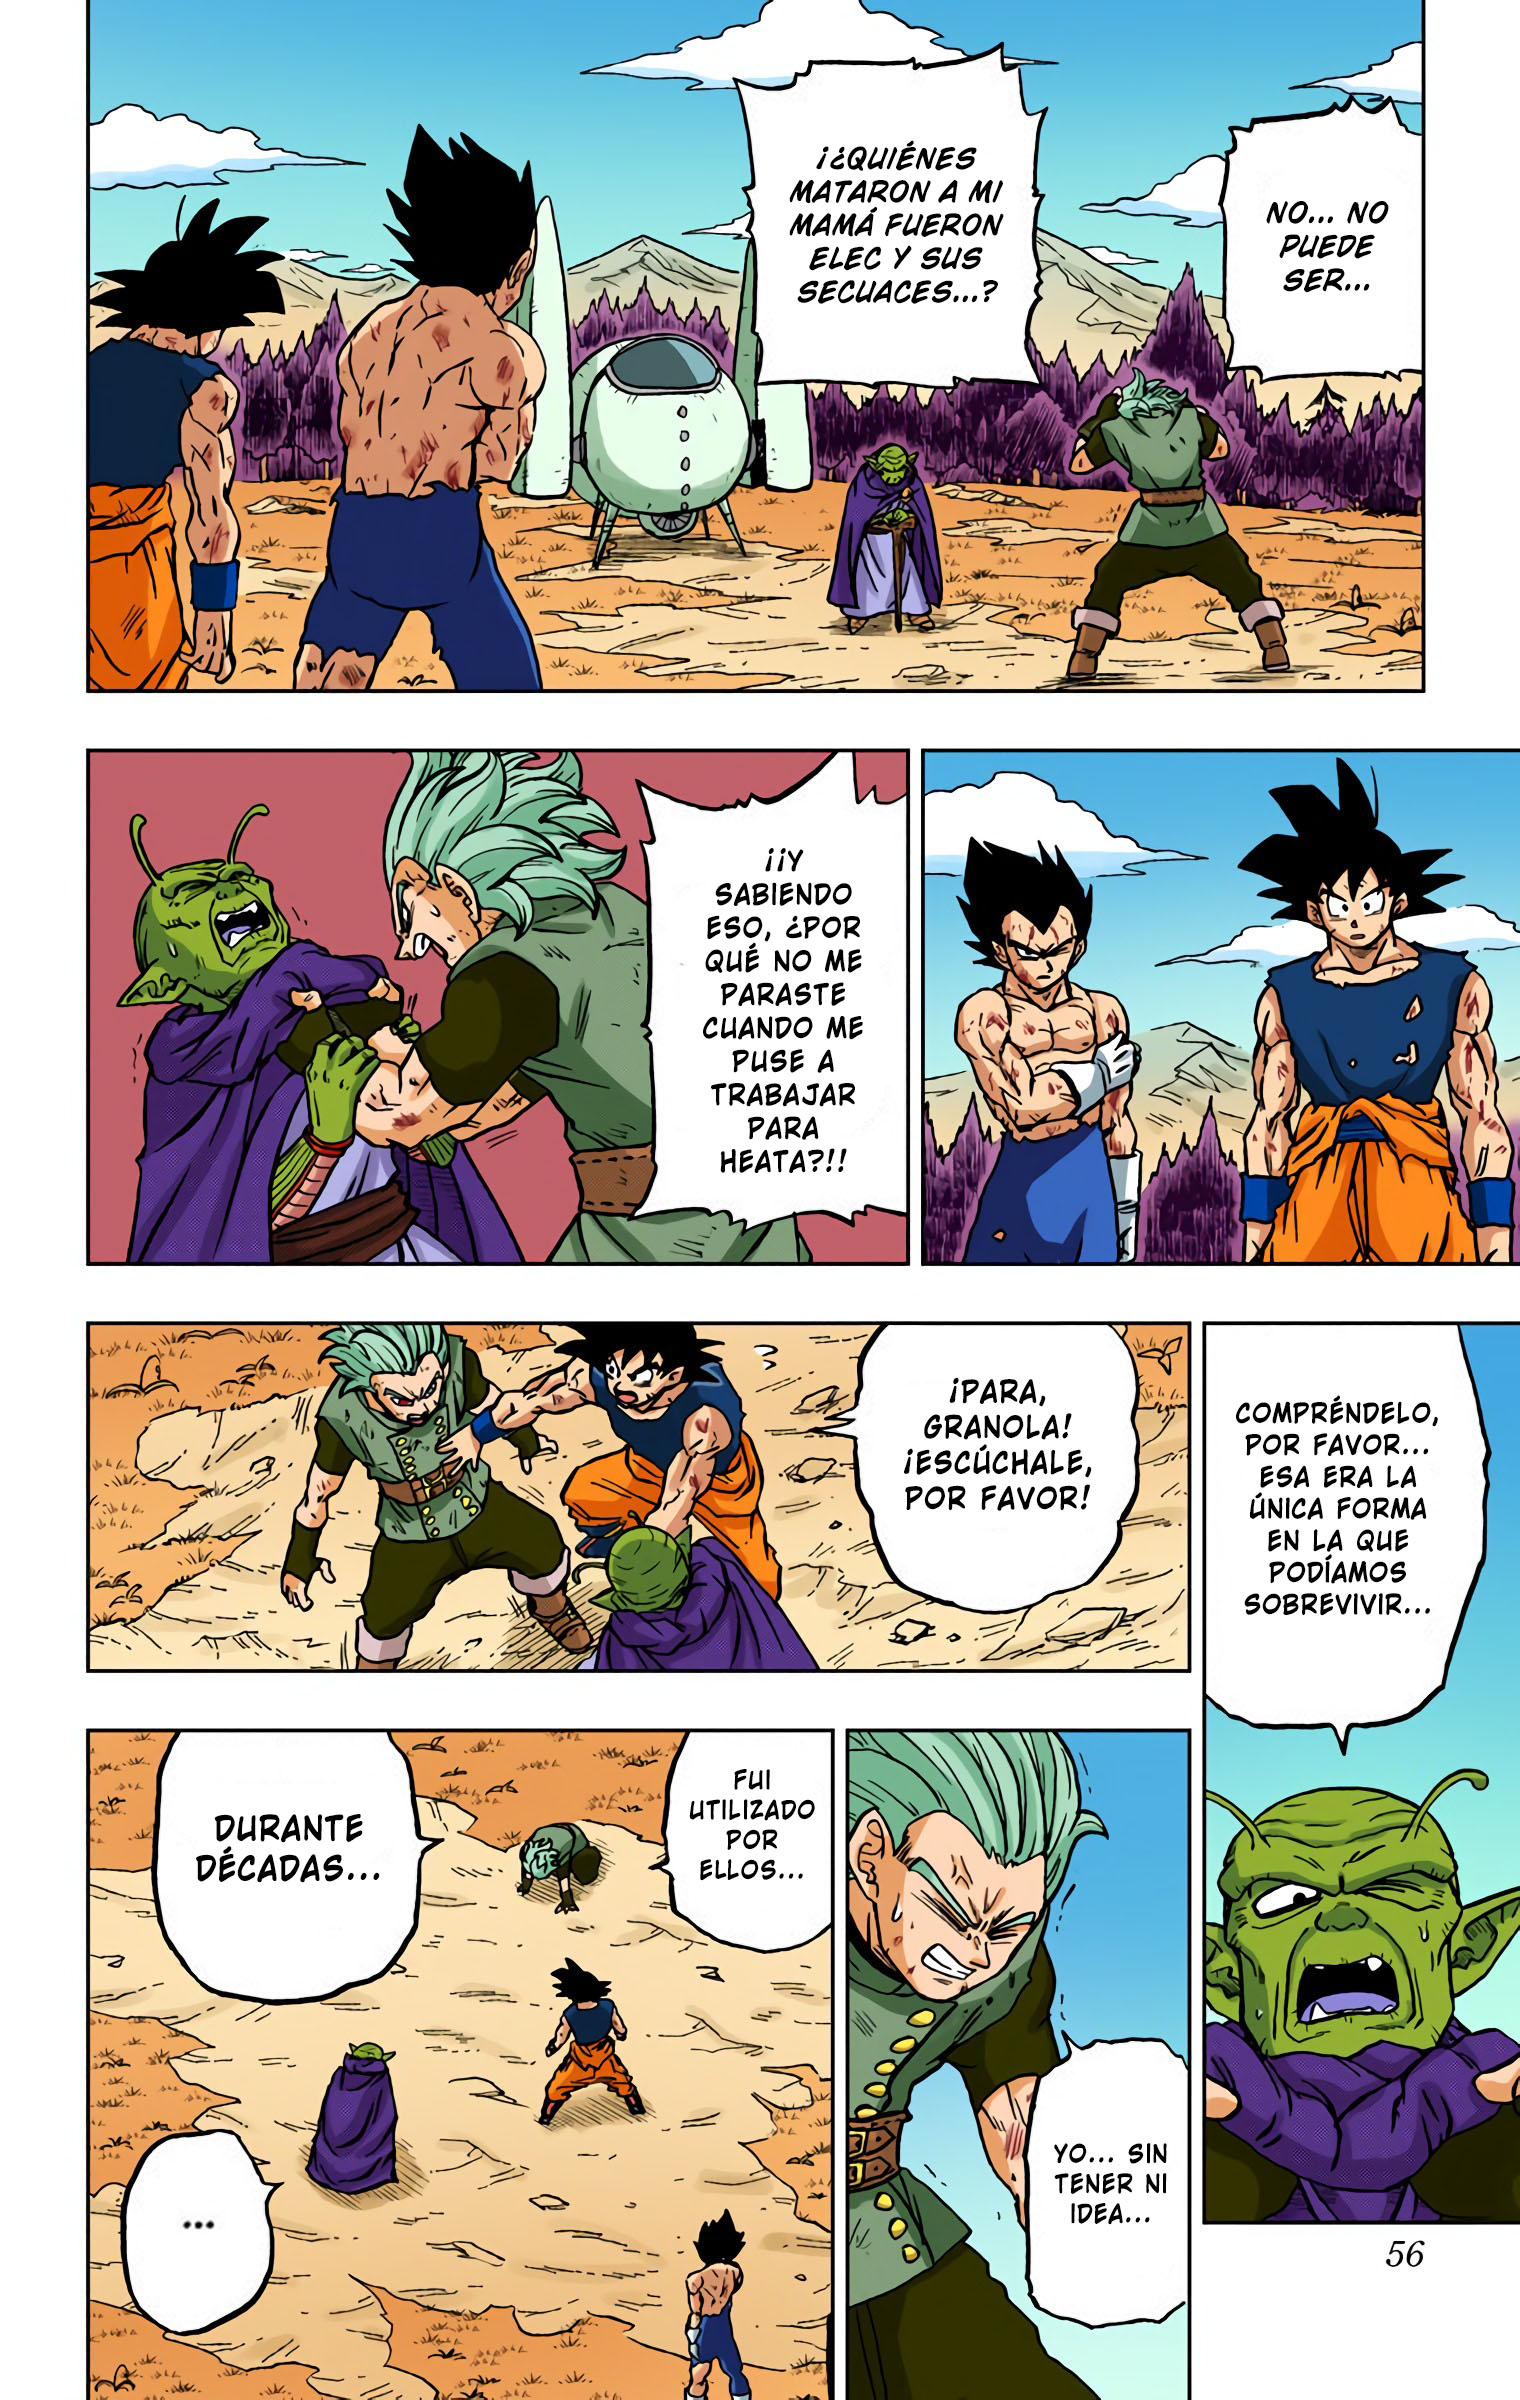 NO... NO
PUEDE
SER...
¡¿QUIÉNES
MATARON A MI
MAMÁ FUERON
ELEC Y SUS
SECUACES...?
¡¡Y
SABIENDO
ESO, ¿POR
QUÉ NO ME
PARASTE
CUANDO ME
PUSE A
TRABAJAR
PARA
HEATA?!!
COMPRÉNDELO,
POR FAVOR...
ESA ERA LA
ÚNICA FORMA
EN LA QUE
PODÍAMOS
SOBREVIVIR...
¡PARA,
GRANOLA!
¡ESCÚCHALE,
POR FAVOR!
YO... SIN
TENER NI
IDEA...
FUI
UTILIZADO
POR
ELLOS...
DURANTE
DÉCADAS...
...
56